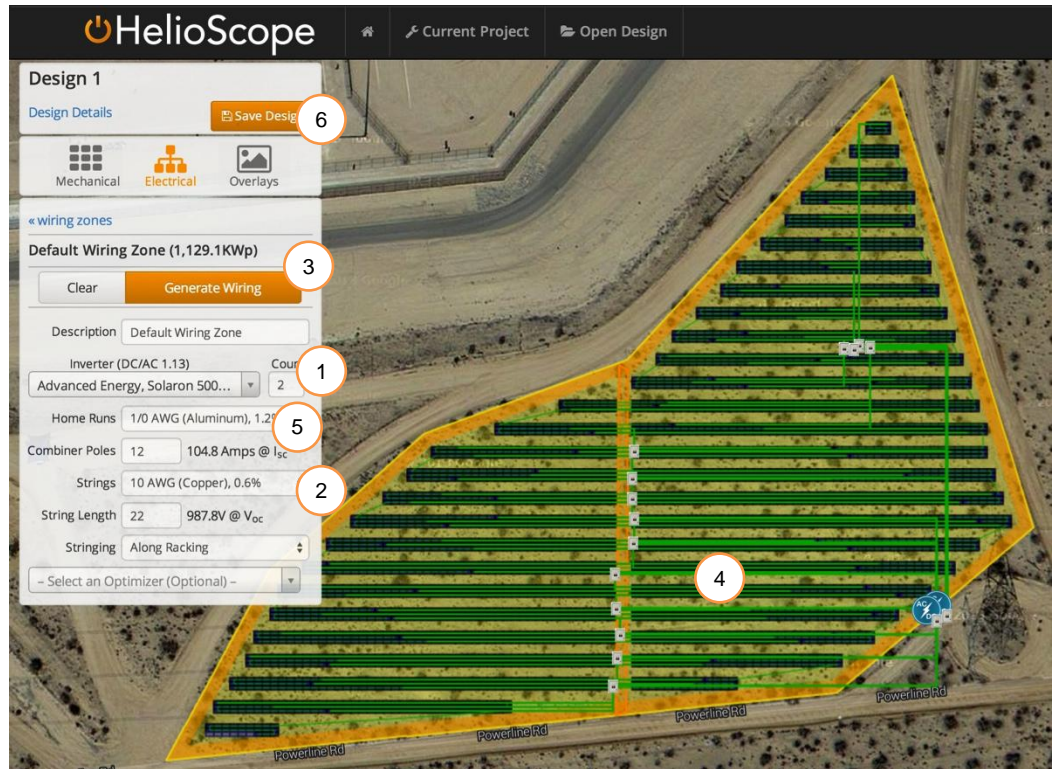 HelioScope
Current Project
Open Design
Design 1
Design Details
Save Desig
6
Mechanical
Electrical
Overlays
« wiring zones
Default Wiring Zone (1,129.1KWp)
3
Clear
Generate Wiring
Description
Default Wiring Zone
Inverter (DC/AC 1.13)
Coun
1
Advanced Energy, Solaron 500...
2
Home Runs
1/0 AWG (Aluminum), 1.2%
5
Combiner Poles
12
104.8 Amps @ Isc
Strings
10 AWG (Copper), 0.6%
2
String Length
22
987.8V @ Voc
Stringing
Along Racking
– Select an Optimizer (Optional) –
4
AC
DC
Powerline Rd
Powerline Rd
Powerline Rd
Powerline Rd
Rd